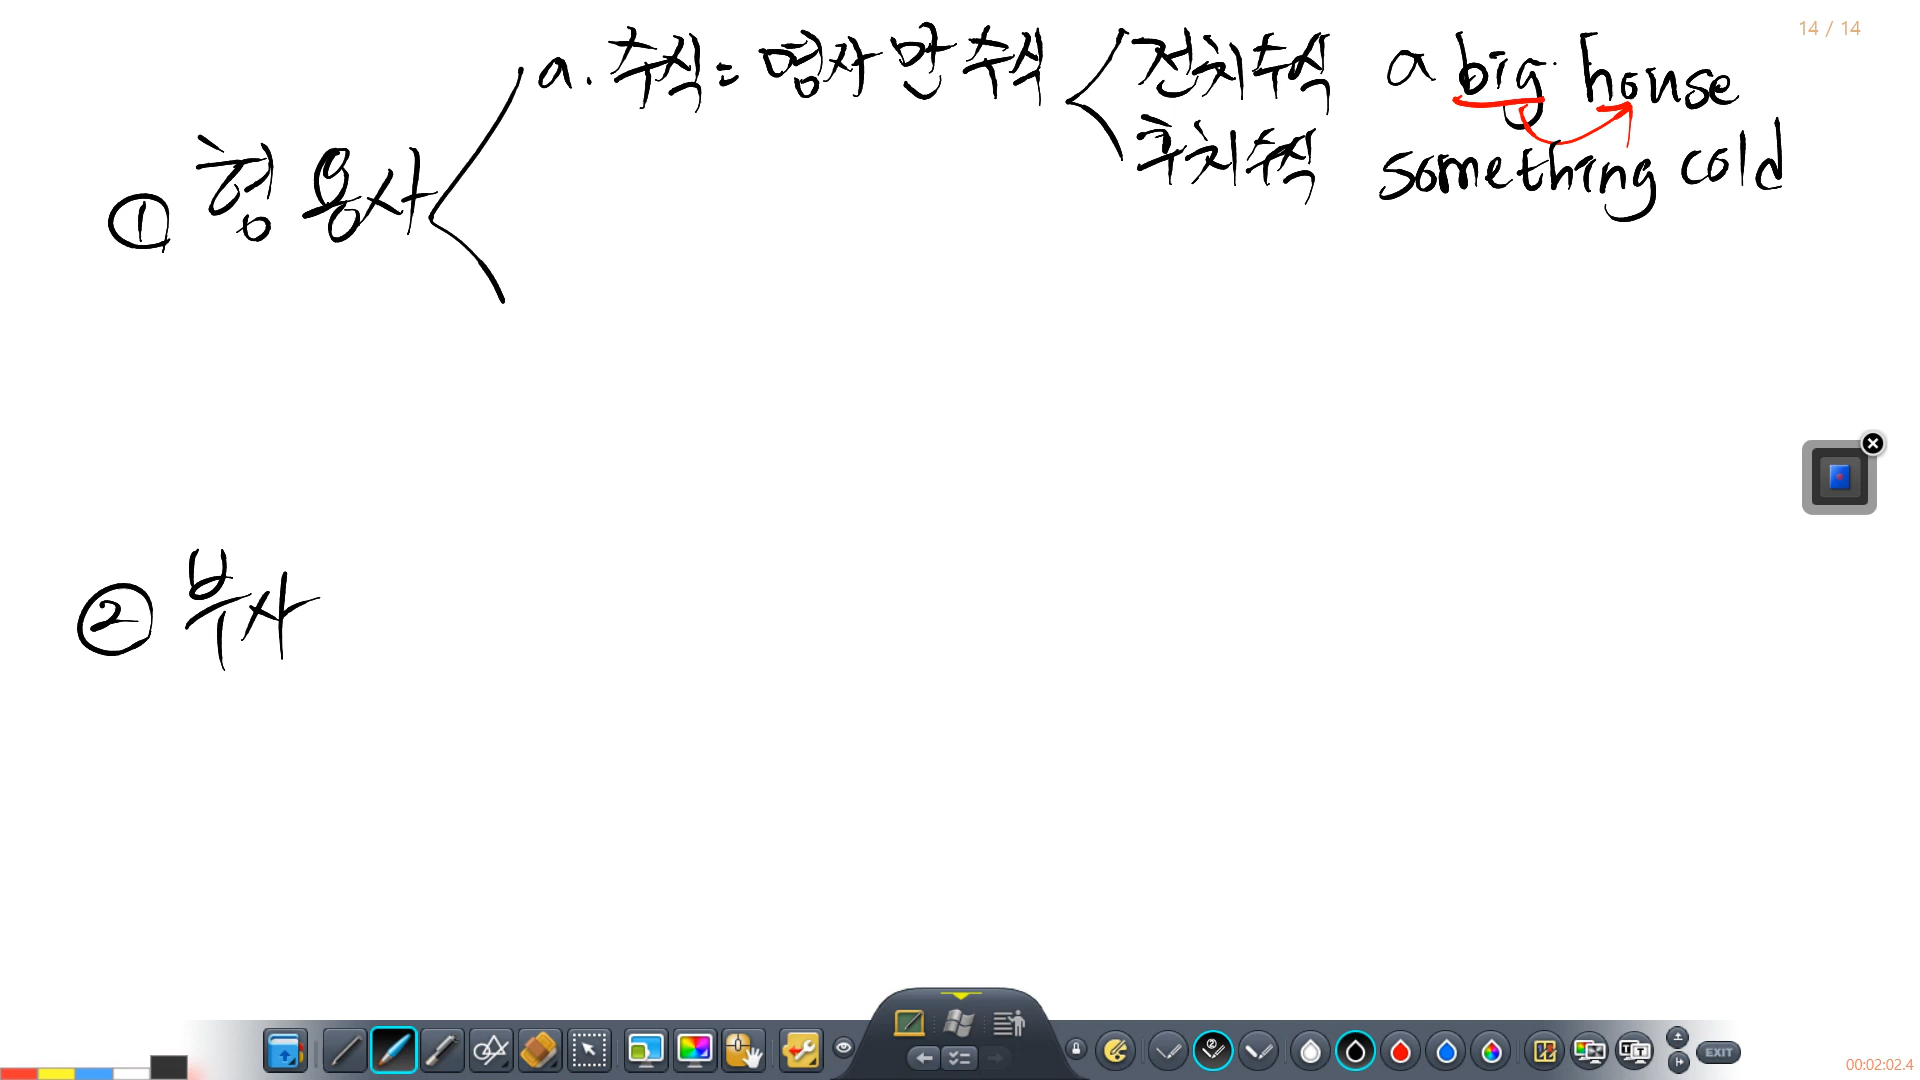 14 / 14
a. 수식 = 명사만 수식 < 전치수식 a big house
후치수식 something cold
① 형용사
② 부사
EXIT
00:02:02.4